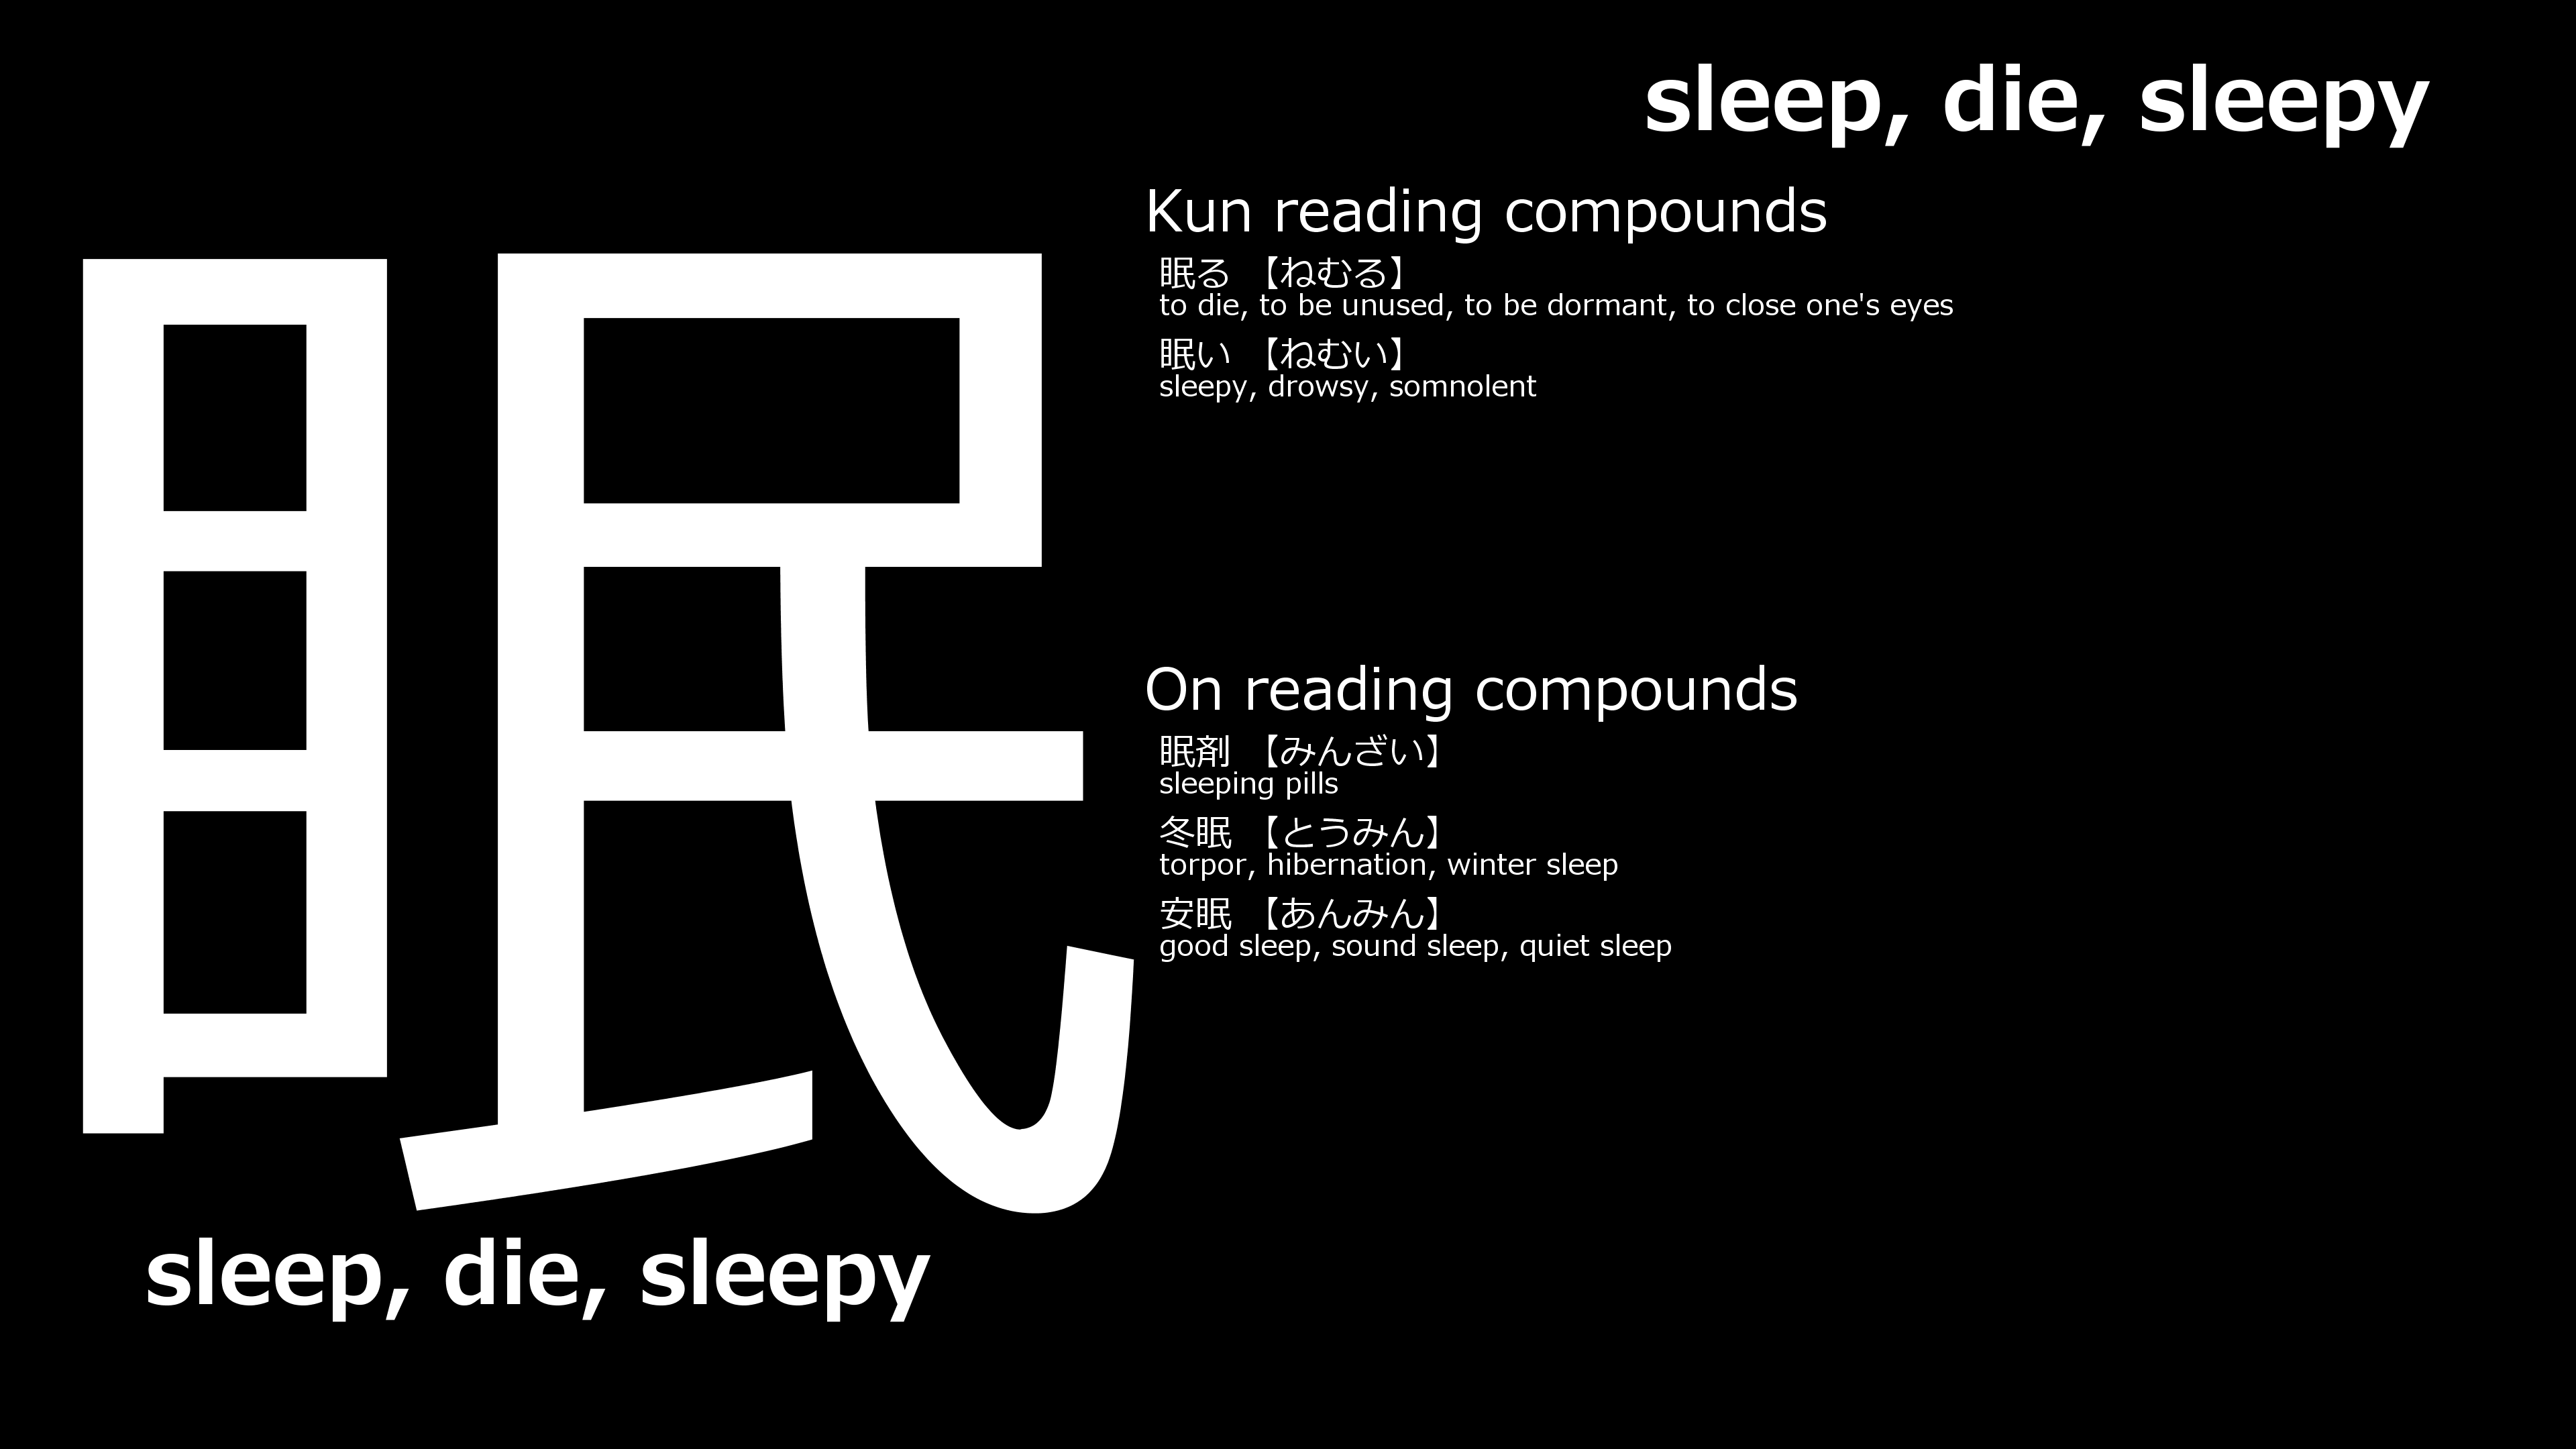 sleep, die, sleepy
眠
sleep, die, sleepy
Kun reading compounds
眠る 【ねむる】
to die, to be unused, to be dormant, to close one's eyes
眠い 【ねむい】
sleepy, drowsy, somnolent
On reading compounds
眠剤 【みんざい】
sleeping pills
冬眠 【とうみん】
torpor, hibernation, winter sleep
安眠 【あんみん】
good sleep, sound sleep, quiet sleep